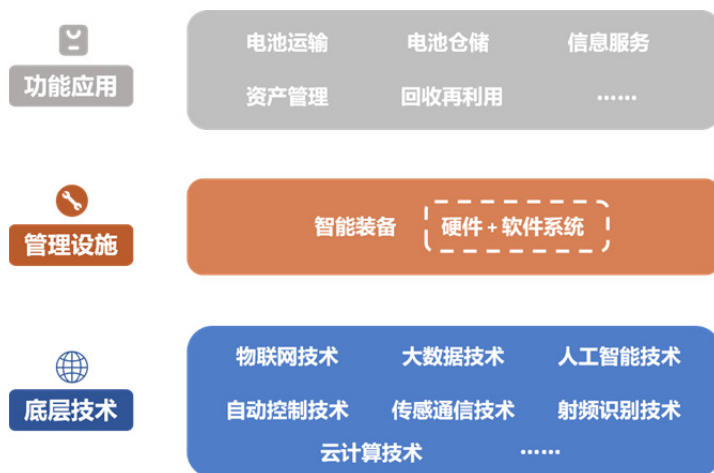 功能应用
电池运输 电池仓储 信息服务
资产管理 回收再利用 ······
管理设施
智能装备 硬件+软件系统
底层技术
物联网技术 大数据技术 人工智能技术
自动控制技术 传感通信技术 射频识别技术
云计算技术 ······